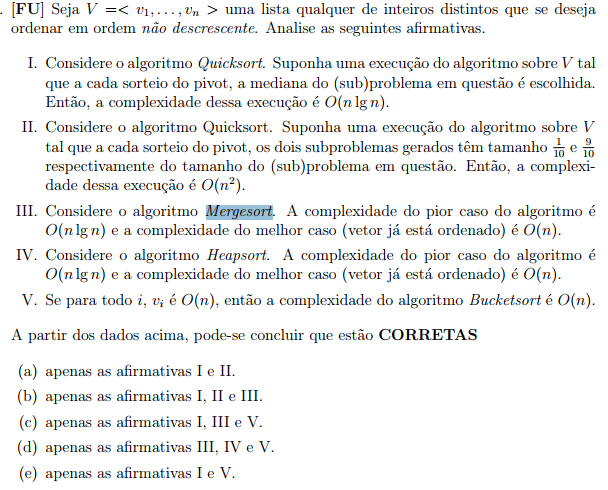 . [FU] Seja V =< v₁, . . . , vₙ > uma lista qualquer de inteiros distintos que se deseja
ordenar em ordem não descrescente. Analise as seguintes afirmativas.
I. Considere o algoritmo Quicksort. Suponha uma execução do algoritmo sobre V tal
que a cada sorteio do pivot, a mediana do (sub)problema em questão é escolhida.
Então, a complexidade dessa execução é O(n lg n).
II. Considere o algoritmo Quicksort. Suponha uma execução do algoritmo sobre V
tal que a cada sorteio do pivot, os dois subproblemas gerados têm tamanho 1/10 e 9/10
respectivamente do tamanho do (sub)problema em questão. Então, a complexi-
dade dessa execução é O(n²).
III. Considere o algoritmo Mergesort. A complexidade do pior caso do algoritmo é
O(n lg n) e a complexidade do melhor caso (vetor já está ordenado) é O(n).
IV. Considere o algoritmo Heapsort. A complexidade do pior caso do algoritmo é
O(n lg n) e a complexidade do melhor caso (vetor já está ordenado) é O(n).
V. Se para todo i, vᵢ é O(n), então a complexidade do algoritmo Bucketsort é O(n).
A partir dos dados acima, pode-se concluir que estão CORRETAS
(a) apenas as afirmativas I e II.
(b) apenas as afirmativas I, II e III.
(c) apenas as afirmativas I, III e V.
(d) apenas as afirmativas III, IV e V.
(e) apenas as afirmativas I e V.